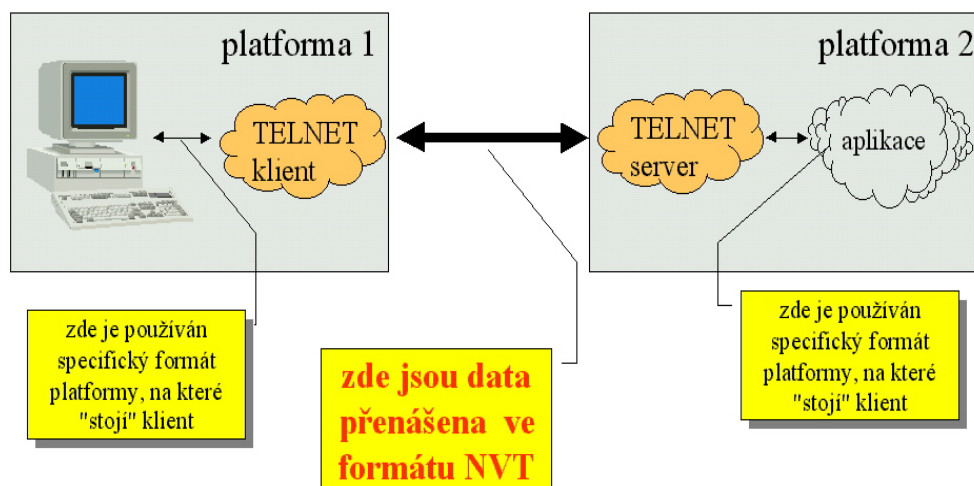 platforma 1
TELNET
klient
platforma 2
TELNET
server
aplikace
zde je používán
specifický formát
platformy, na které
"stojí" klient
zde jsou data
přenášena ve
formátu NVT
zde je používán
specifický formát
platformy, na které
"stojí" klient